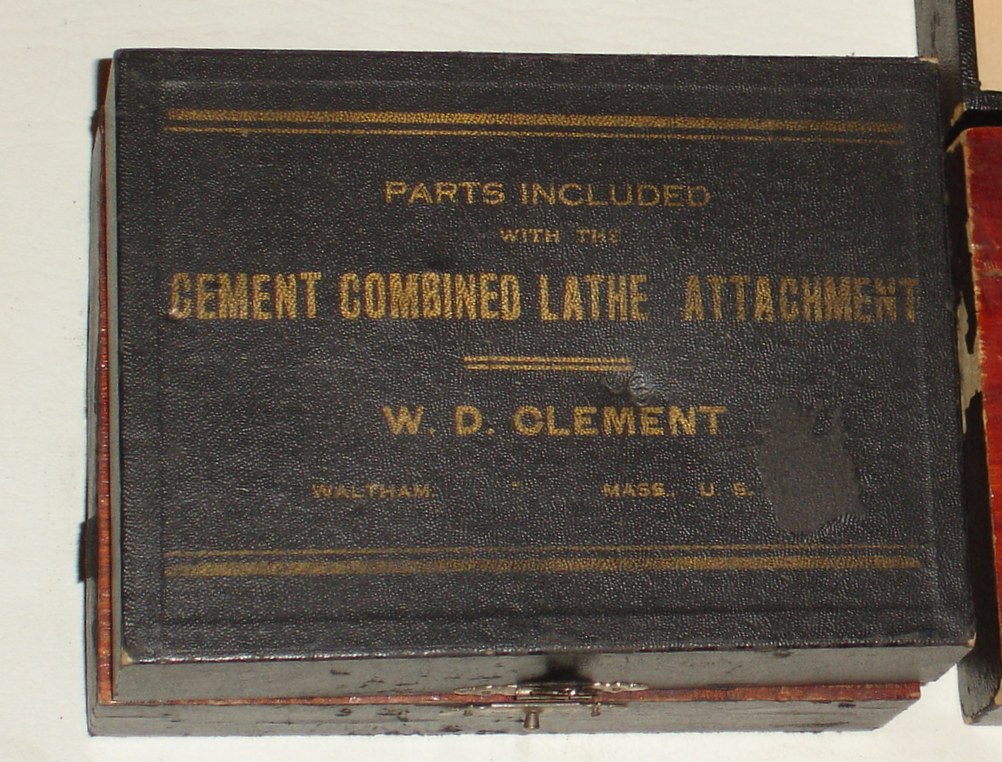 PARTS INCLUDED
WITH THE
CEMENT COMBINED LATHE ATTACHMENT
W. D. CLEMENT
WALTHAM - MASS. U S.